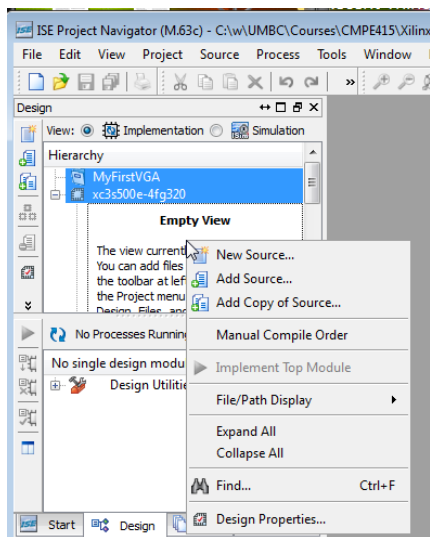 ISE Project Navigator (M.63c) - C:\w\UMBC\Courses\CMPE415\Xilin
File Edit View Project Source Process Tools Window
»
Design
View: Implementation Simulation
Hierarchy
MyFirstVGA
xc3s500e-4fg320
Empty View
The view current
You can add files
the toolbar at left
the Project menu
Design, Files, and
No Processes Runnin
No single design modu
Design Utilitie
Start Design
New Source...
Add Source...
Add Copy of Source...
Manual Compile Order
Implement Top Module
File/Path Display
Expand All
Collapse All
Find... Ctrl+F
Design Properties...